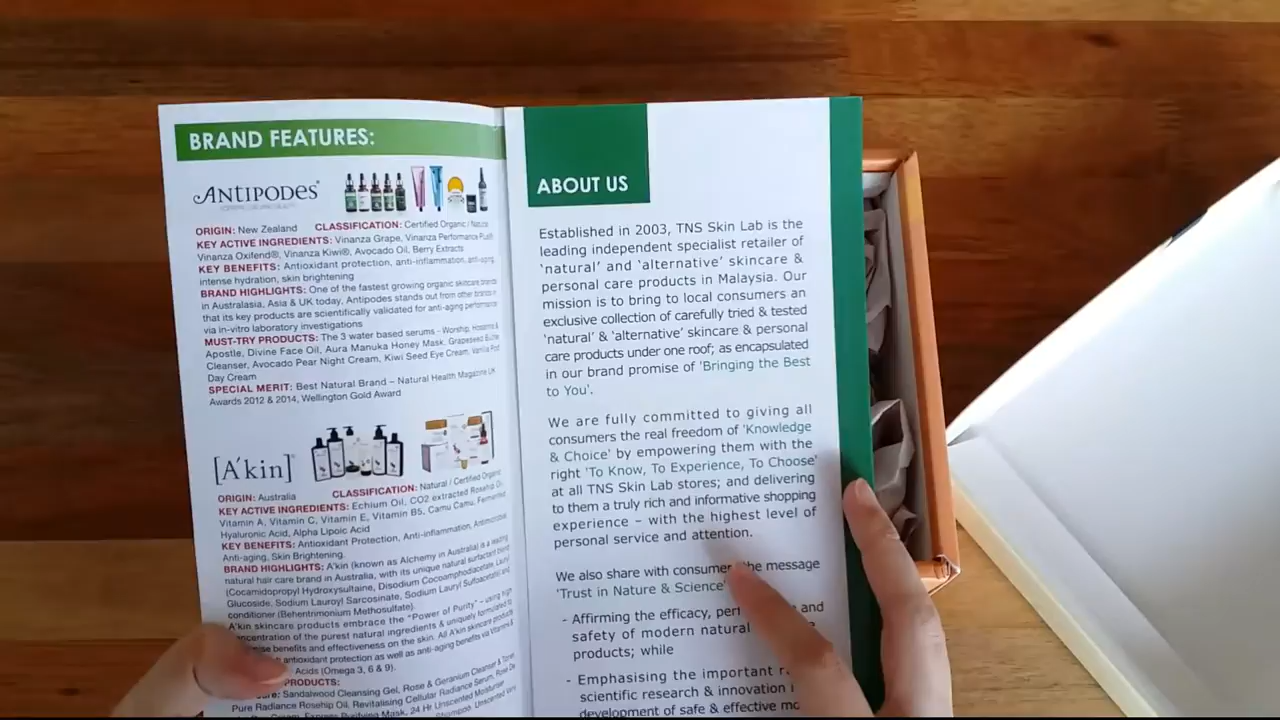 BRAND FEATURES:
ANTIPODES
ORIGIN: New Zealand CLASSIFICATION: Certified Organic / Natural
KEY ACTIVE INGREDIENTS: Vinanza Grape, Vinanza Performance Plus®
Vinanza Oxifend®, Vinanza Kiwi®, Avocado Oil, Berry Extracts
KEY BENEFITS: Antioxidant protection, anti-inflammation, anti-aging,
intense hydration, skin brightening
BRAND HIGHLIGHTS: One of the fastest growing organic skincare brands
in Australasia, Asia & UK today, Antipodes stands out from other brands in
that its key products are scientifically validated for anti-aging performance
via in-vitro laboratory investigations
MUST-TRY PRODUCTS: The 3 water based serums – Worship, Hosanna &
Apostle, Divine Face Oil, Aura Manuka Honey Mask, Grapeseed Butter
Cleanser, Avocado Pear Night Cream, Kiwi Seed Eye Cream, Vanilla Pod
Day Cream
SPECIAL MERIT: Best Natural Brand – Natural Health Magazine UK
Awards 2012 & 2014, Wellington Gold Award
[A'kin]
ORIGIN: Australia CLASSIFICATION: Natural / Certified Organic
KEY ACTIVE INGREDIENTS: Echium Oil, CO2 extracted Rosehip Oil,
Vitamin A, Vitamin C, Vitamin E, Vitamin B5, Camu Camu, Fermented
Hyaluronic Acid, Alpha Lipoic Acid
KEY BENEFITS: Antioxidant Protection, Anti-inflammation, Antimicrobial,
Anti-aging, Skin Brightening.
BRAND HIGHLIGHTS: A'kin (known as Alchemy in Australia) is a leading
natural hair care brand in Australia, with its unique natural surfactant blend
(Cocamidopropyl Hydroxysultaine, Disodium Cocoamphodiacetate, Lauryl
Glucoside, Sodium Lauroyl Sarcosinate, Sodium Lauryl Sulfoacetate) and
conditioner (Behentrimonium Methosulfate).
A'kin skincare products embrace the "Power of Purity" – using high
concentration of the purest natural ingredients & uniquely formulated to
benefits and effectiveness on the skin. All A'kin skincare products
antioxidant protection as well as anti-aging benefits via Vitamin
Acids (Omega 3, 6 & 9).
PRODUCTS:
Sandalwood Cleansing Gel, Rose & Geranium Cleanser & Toner
Pure Radiance Rosehip Oil, Revitalising Cellular Radiance Serum, Rose De
Cream, Express Purifying Mask, 24 Hr Unscented Moisturiser
Shampoo, Unscented Very
ABOUT US
Established in 2003, TNS Skin Lab is the
leading independent specialist retailer of
'natural' and 'alternative' skincare &
personal care products in Malaysia. Our
mission is to bring to local consumers an
exclusive collection of carefully tried & tested
'natural' & 'alternative' skincare & personal
care products under one roof; as encapsulated
in our brand promise of 'Bringing the Best
to You'.
We are fully committed to giving all
consumers the real freedom of 'Knowledge
& Choice' by empowering them with the
right 'To Know, To Experience, To Choose'
at all TNS Skin Lab stores; and delivering
to them a truly rich and informative shopping
experience – with the highest level of
personal service and attention.
We also share with consumers the message
'Trust in Nature & Science'
- Affirming the efficacy, and
safety of modern natural
products; while
- Emphasising the important
scientific research & innovation
development of safe & effective